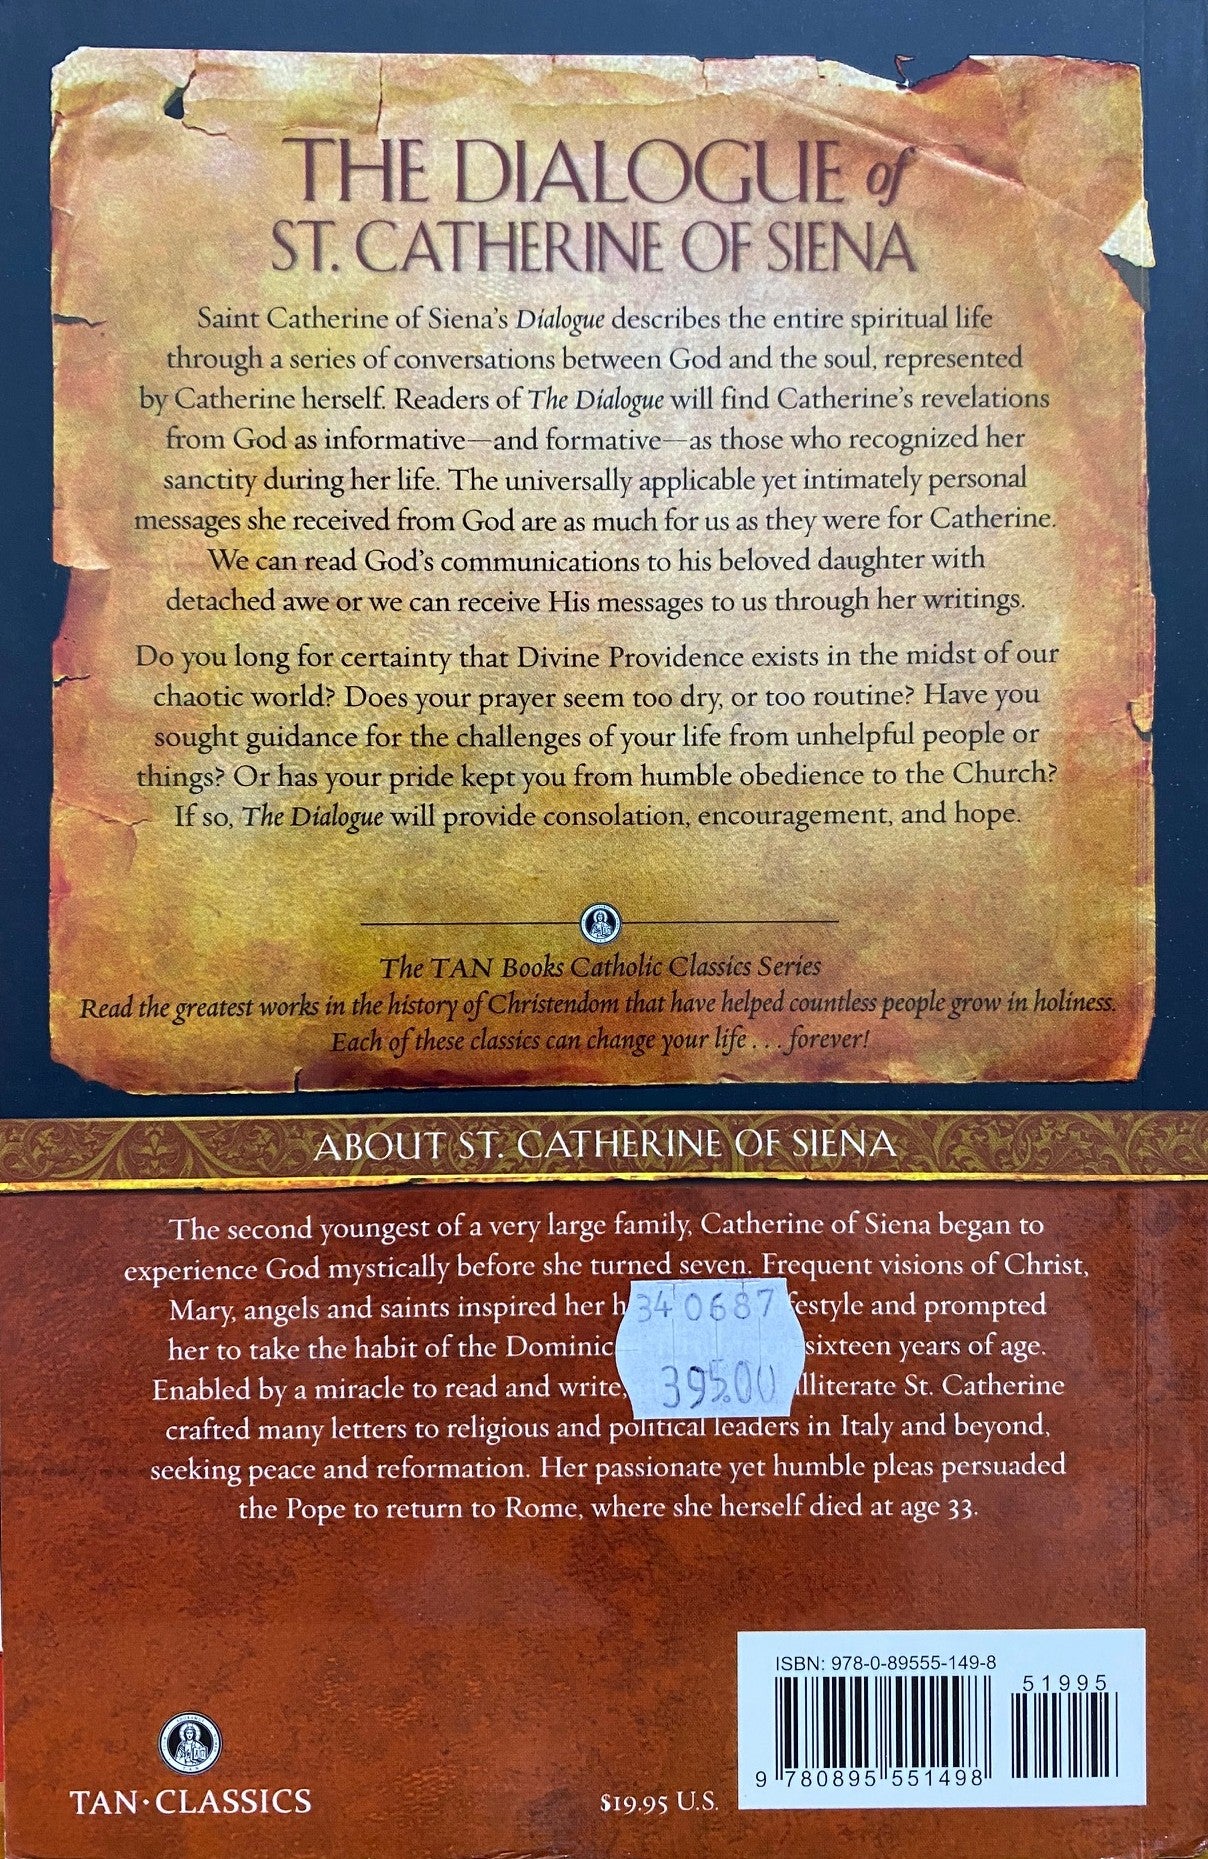 THE DIALOGUE of
ST. CATHERINE OF SIENA
Saint Catherine of Siena's Dialogue describes the entire spiritual life
through a series of conversations between God and the soul, represented
by Catherine herself. Readers of The Dialogue will find Catherine's revelations
from God as informative—and formative—as those who recognized her
sanctity during her life. The universally applicable yet intimately personal
messages she received from God are as much for us as they were for Catherine.
We can read God's communications to his beloved daughter with
detached awe or we can receive His messages to us through her writings.
Do you long for certainty that Divine Providence exists in the midst of our
chaotic world? Does your prayer seem too dry, or too routine? Have you
sought guidance for the challenges of your life from unhelpful people or
things? Or has your pride kept you from humble obedience to the Church?
If so, The Dialogue will provide consolation, encouragement, and hope.
The TAN Books Catholic Classics Series
Read the greatest works in the history of Christendom that have helped countless people grow in holiness.
Each of these classics can change your life . . . forever!
ABOUT ST. CATHERINE OF SIENA
The second youngest of a very large family, Catherine of Siena began to
experience God mystically before she turned seven. Frequent visions of Christ,
Mary, angels and saints inspired her h 340687 festyle and prompted
her to take the habit of the Dominic sixteen years of age.
Enabled by a miracle to read and write, 395.00 illiterate St. Catherine
crafted many letters to religious and political leaders in Italy and beyond,
seeking peace and reformation. Her passionate yet humble pleas persuaded
the Pope to return to Rome, where she herself died at age 33.
ISBN: 978-0-89555-149-8
51995
9 780895 551498
TAN·CLASSICS
$19.95 U.S.